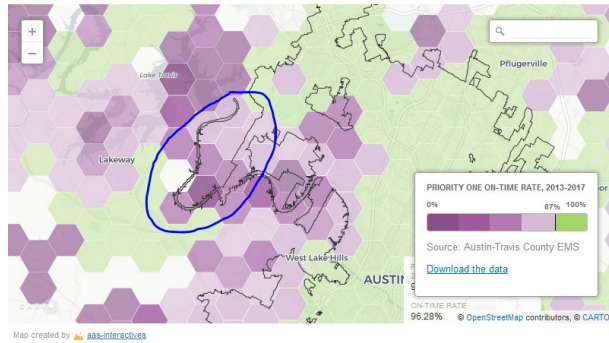 +
−
Lake Travis
Pflugerville
Lakeway
West Lake Hills
AUSTIN
PRIORITY ONE ON-TIME RATE, 2013-2017
0% 87% 100%
Source: Austin-Travis County EMS
Download the data
ON-TIME RATE
96.28%
© OpenStreetMap contributors, © CARTO
Map created by aas-interactives